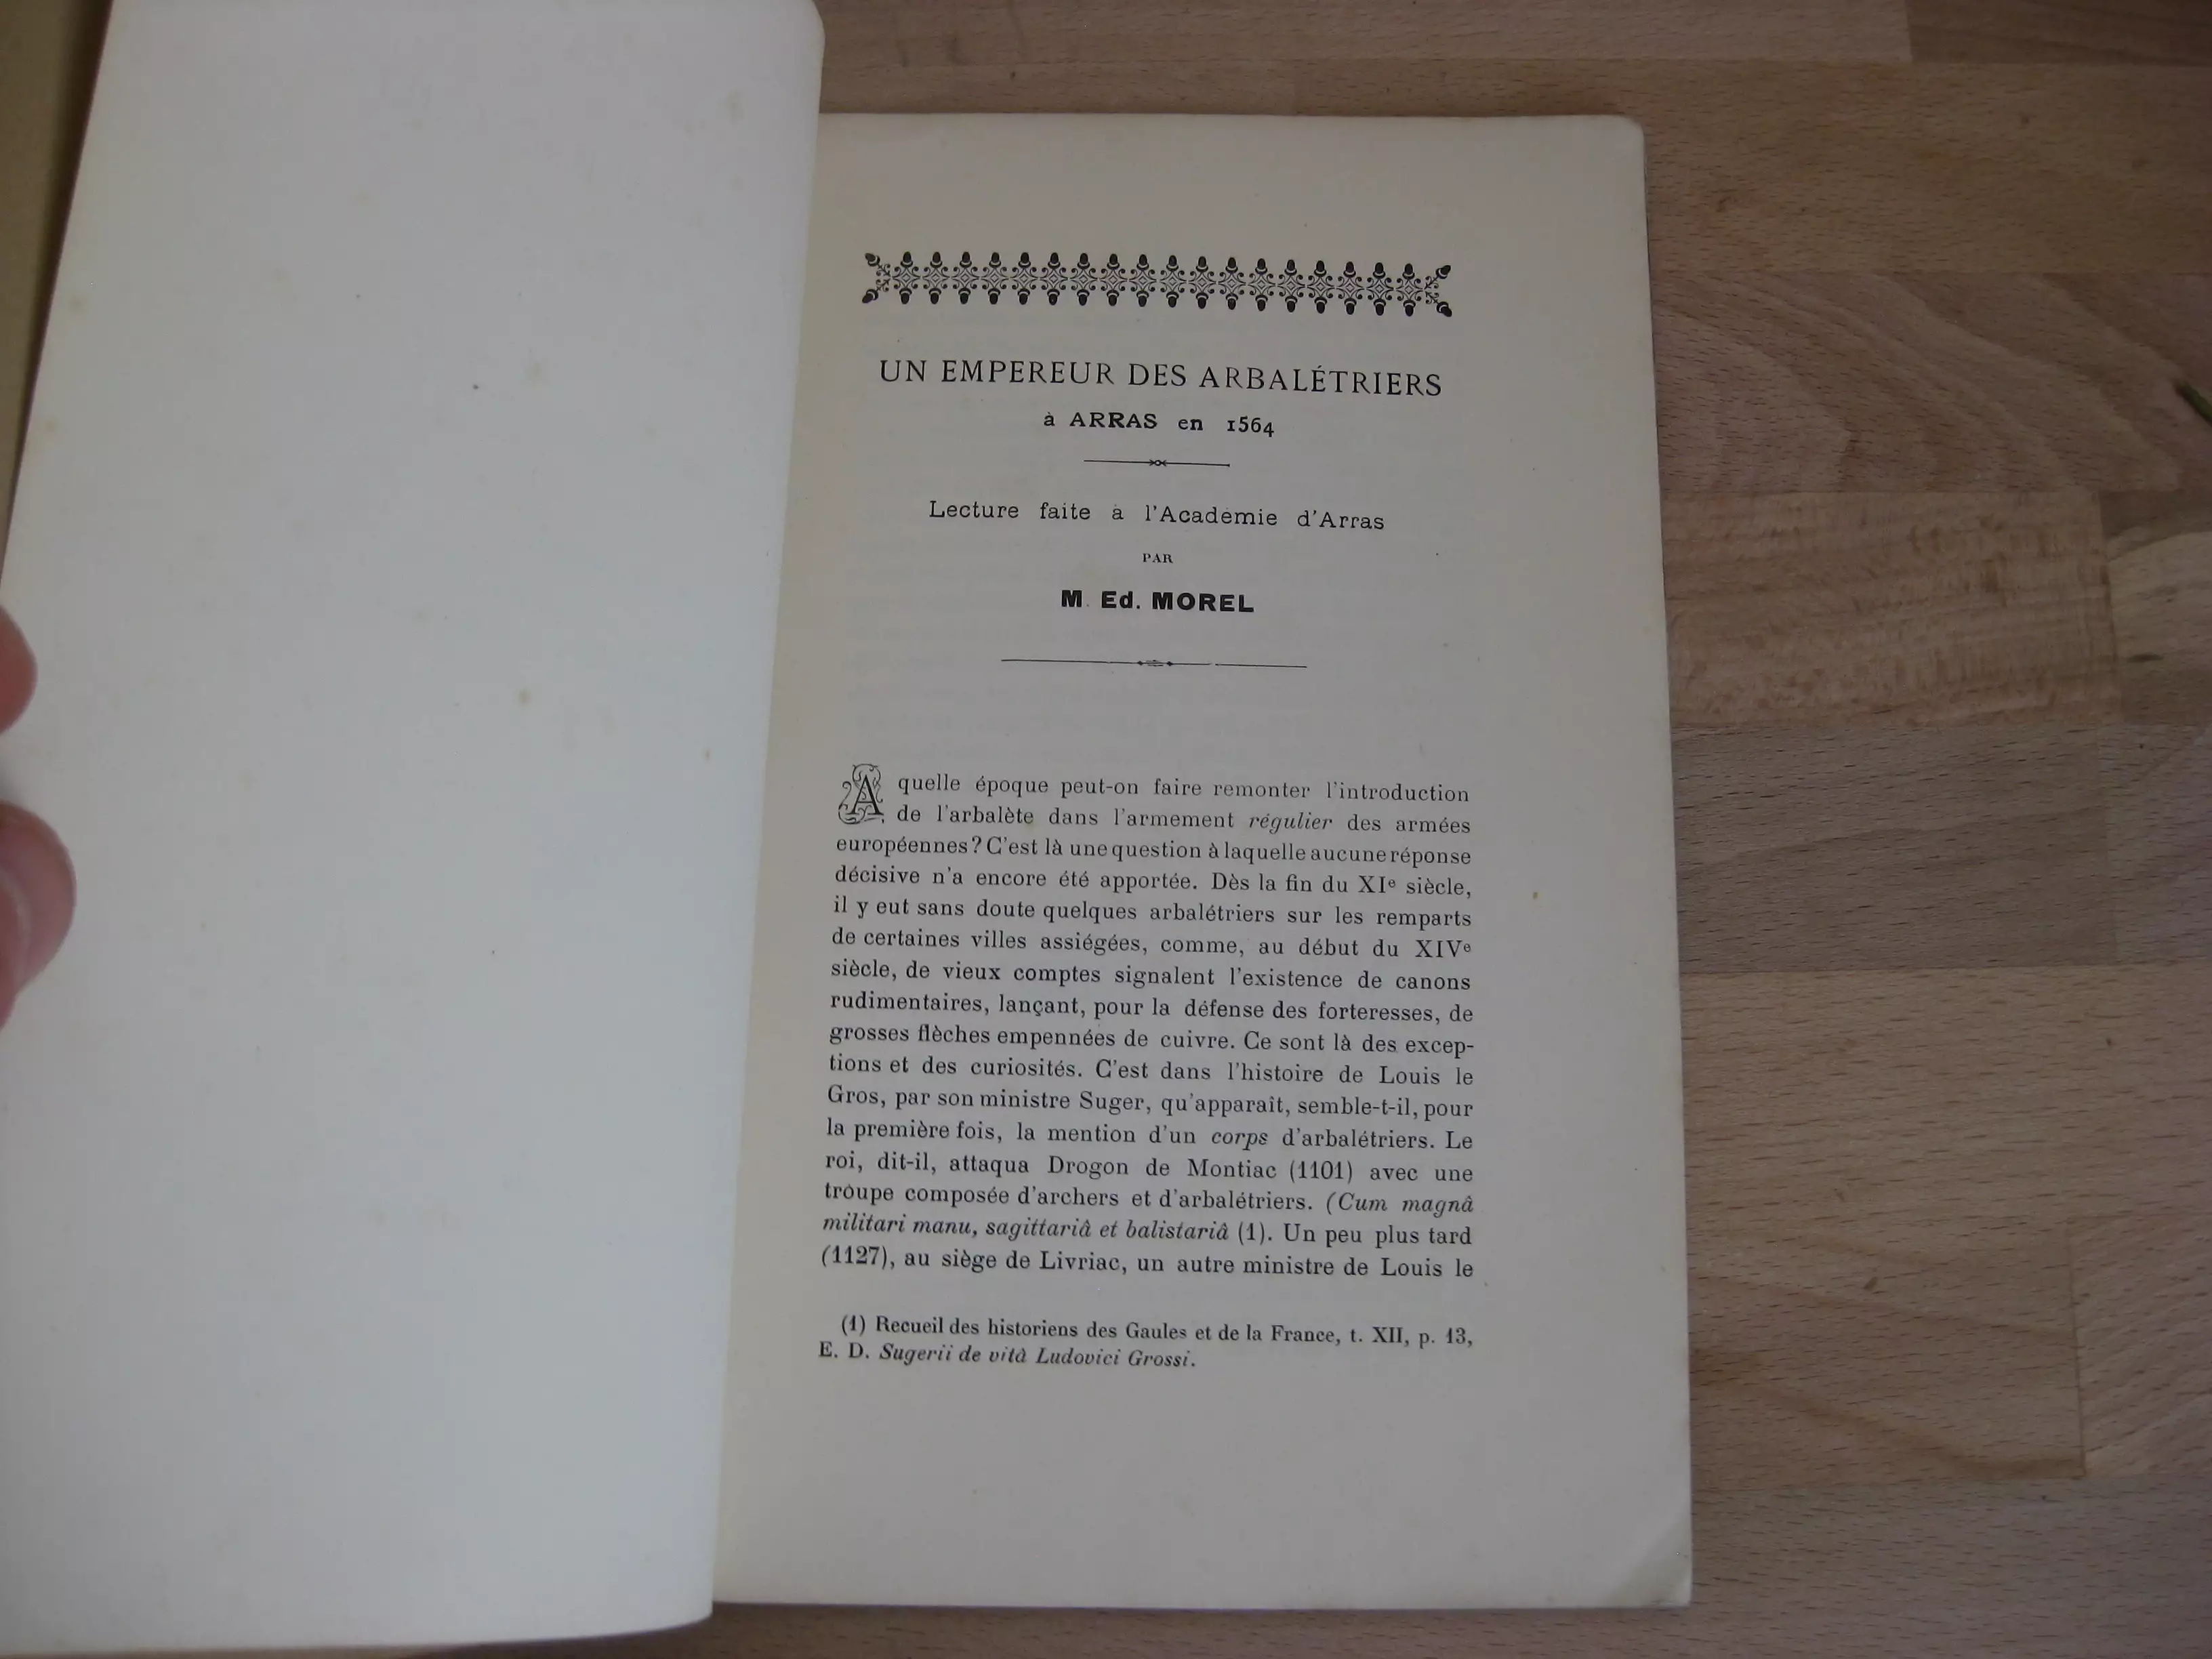 UN EMPEREUR DES ARBALÉTRIERS
à ARRAS en 1564
Lecture faite à l'Académie d'Arras
PAR
M. Ed. MOREL
A quelle époque peut-on faire remonter l'introduction
de l'arbalète dans l'armement régulier des armées
européennes? C'est là une question à laquelle aucune réponse
décisive n'a encore été apportée. Dès la fin du XIe siècle,
il y eut sans doute quelques arbalétriers sur les remparts
de certaines villes assiégées, comme, au début du XIVe
siècle, de vieux comptes signalent l'existence de canons
rudimentaires, lançant, pour la défense des forteresses, de
grosses flèches empennées de cuivre. Ce sont là des excep-
tions et des curiosités. C'est dans l'histoire de Louis le
Gros, par son ministre Suger, qu'apparaît, semble-t-il, pour
la première fois, la mention d'un corps d'arbalétriers. Le
roi, dit-il, attaqua Drogon de Montiac (1101) avec une
troupe composée d'archers et d'arbalétriers. (Cum magnâ
militari manu, sagittariâ et balistariâ (1). Un peu plus tard
(1127), au siège de Livriac, un autre ministre de Louis le
(1) Recueil des historiens des Gaules et de la France, t. XII, p. 13,
E. D. Sugerii de vitâ Ludovici Grossi.